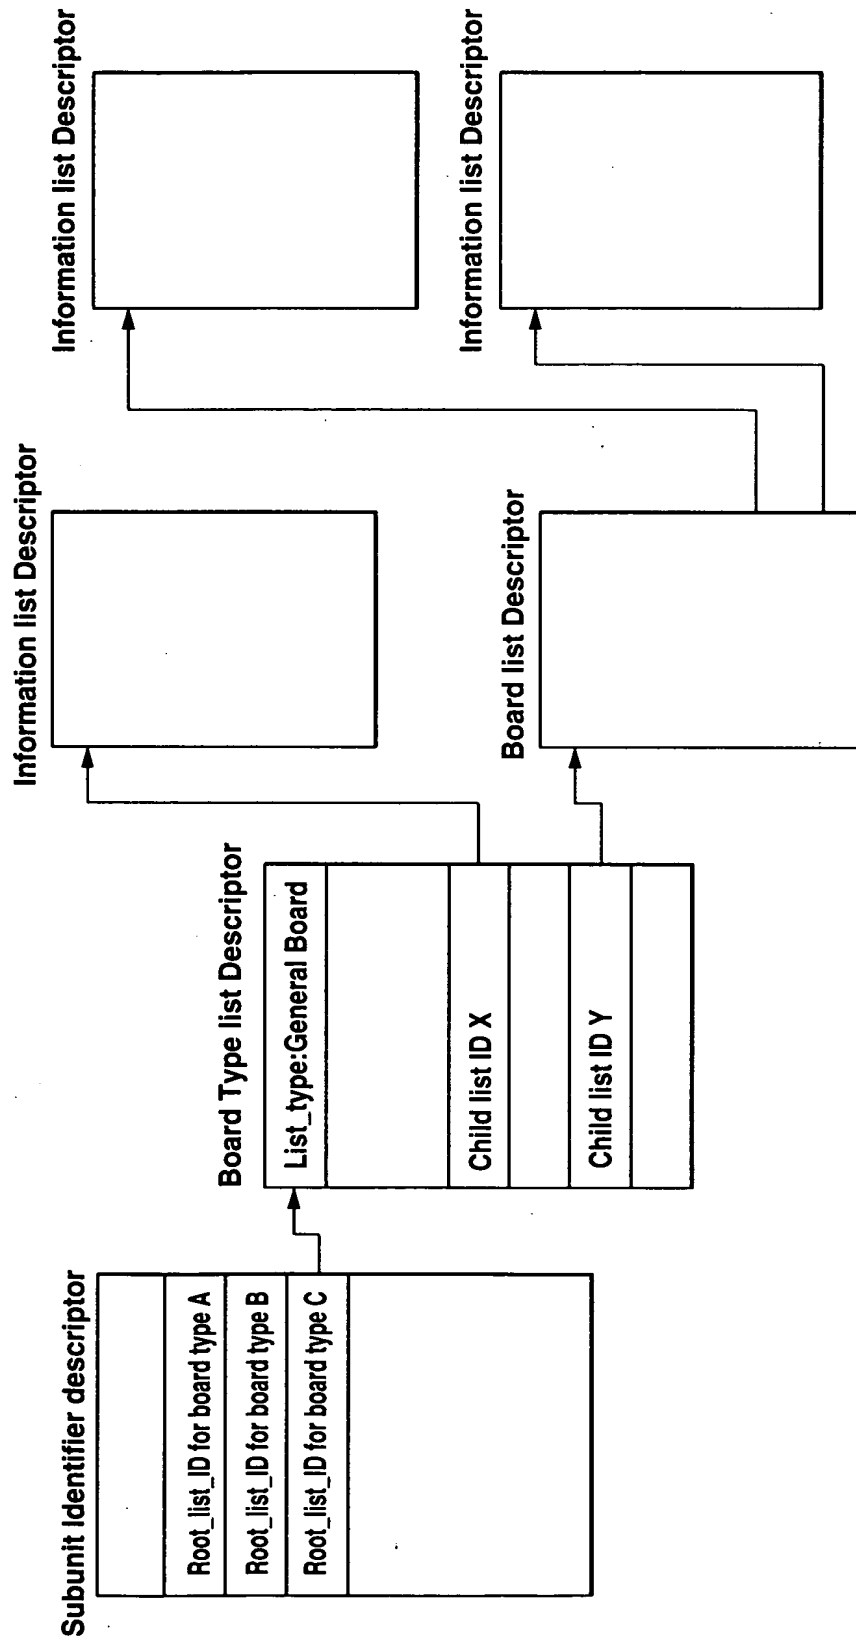 Subunit Identifier descriptor
Root_list_ID for board type A
Root_list_ID for board type B
Root_list_ID for board type C
Board Type list Descriptor
List_type:General Board
Child list ID X
Child list ID Y
Information list Descriptor
Board list Descriptor
Information list Descriptor
Information list Descriptor